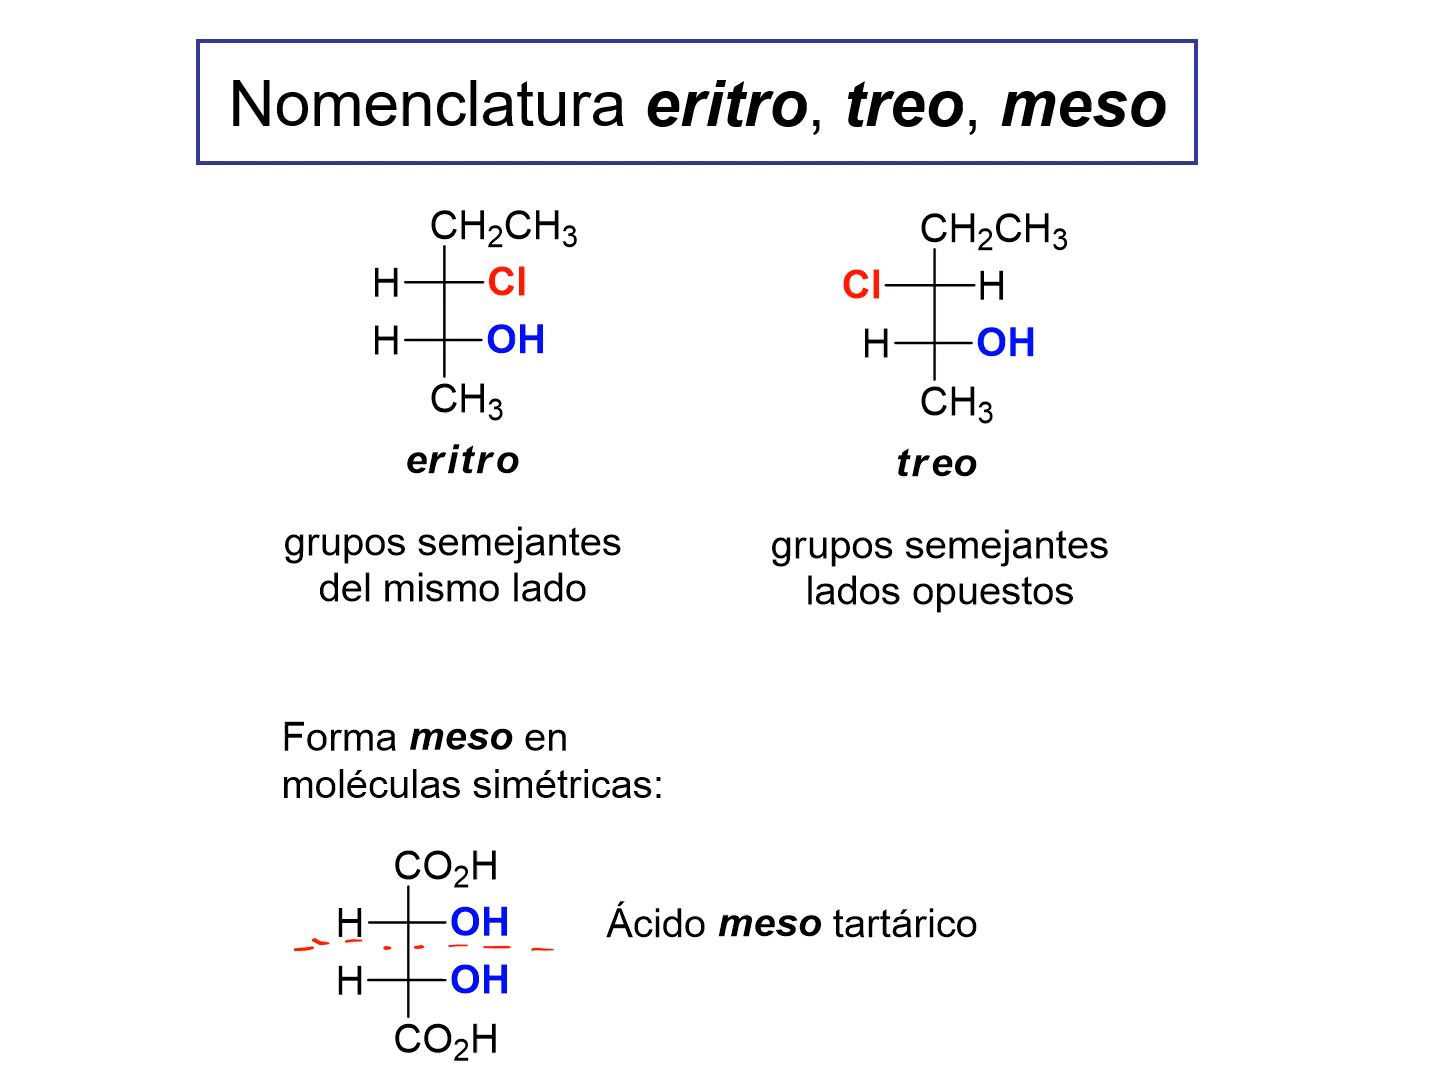 Nomenclatura eritro, treo, meso
CH2CH3
H Cl
H OH
CH3
eritro
grupos semejantes
del mismo lado
CH2CH3
Cl H
H OH
CH3
treo
grupos semejantes
lados opuestos
Forma meso en
moléculas simétricas:
CO2H
H OH
H OH
CO2H
Ácido meso tartárico